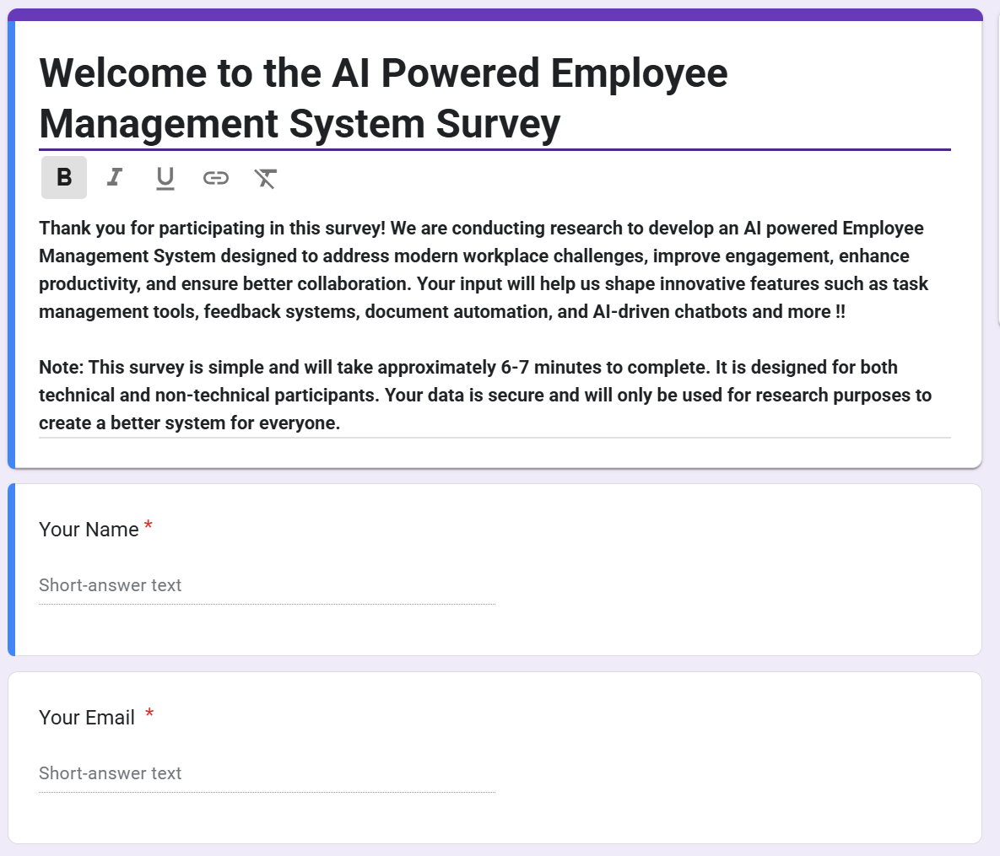 Welcome to the AI Powered Employee
Management System Survey
B I U
Thank you for participating in this survey! We are conducting research to develop an AI powered Employee
Management System designed to address modern workplace challenges, improve engagement, enhance
productivity, and ensure better collaboration. Your input will help us shape innovative features such as task
management tools, feedback systems, document automation, and AI-driven chatbots and more !!
Note: This survey is simple and will take approximately 6-7 minutes to complete. It is designed for both
technical and non-technical participants. Your data is secure and will only be used for research purposes to
create a better system for everyone.
Your Name *
Short-answer text
Your Email *
Short-answer text